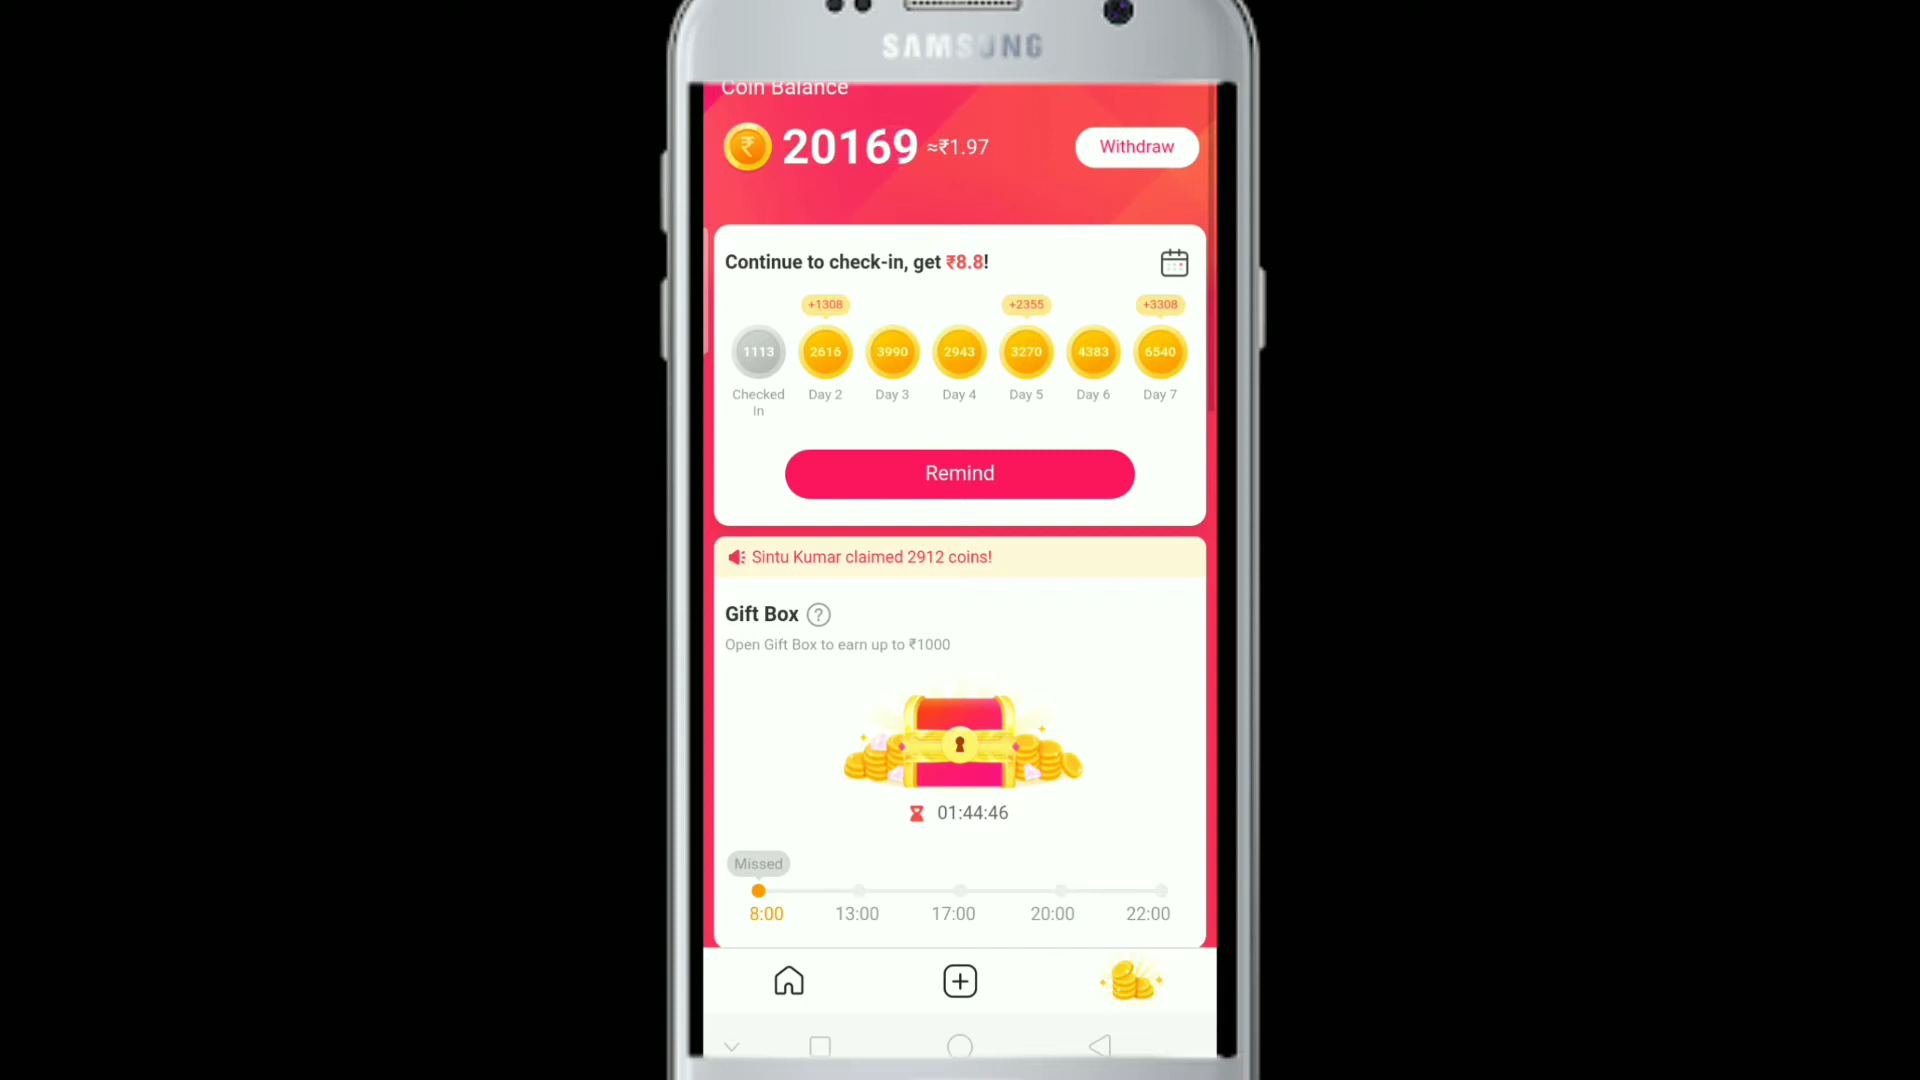 SAMSUNG
Coin Balance
₹ 20169 ≈₹1.97 Withdraw
Continue to check-in, get ₹8.8!
+1308 +2355 +3308
1113 2616 3990 2943 3270 4383 6540
Checked In Day 2 Day 3 Day 4 Day 5 Day 6 Day 7
Remind
Sintu Kumar claimed 2912 coins!
Gift Box ?
Open Gift Box to earn up to ₹1000
01:44:46
Missed
8:00 13:00 17:00 20:00 22:00